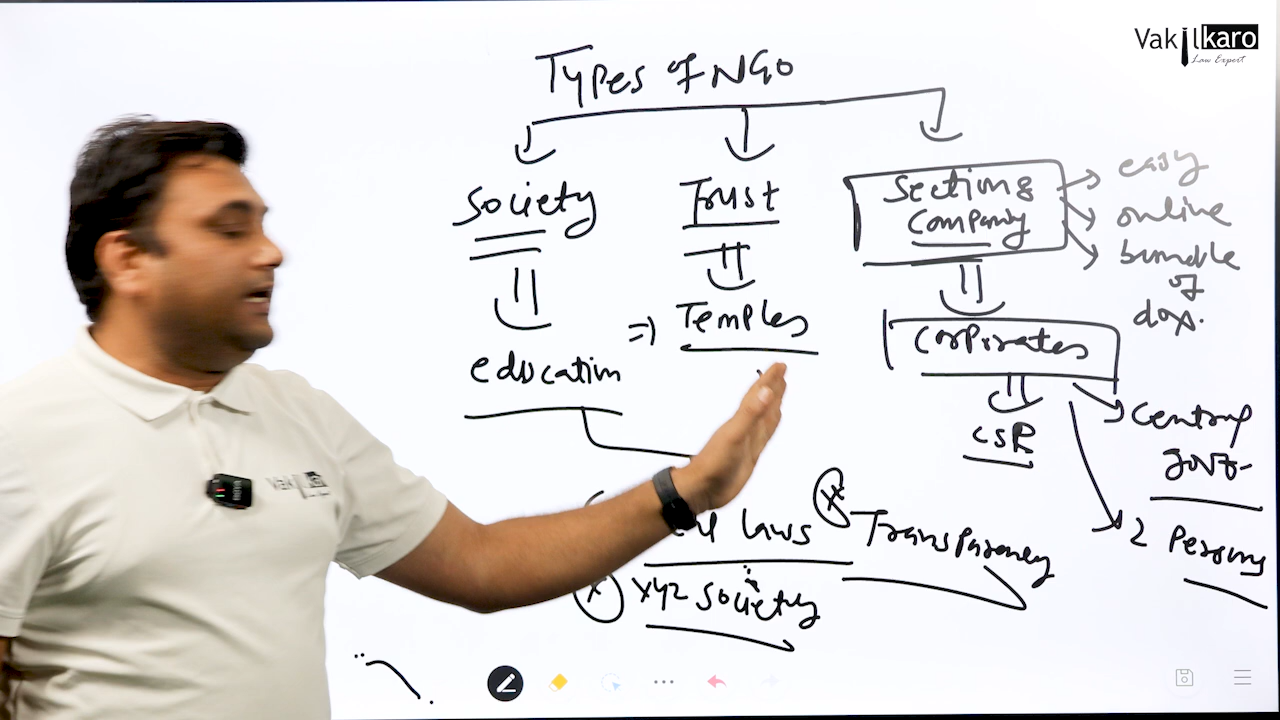 Vakilkaro
Law Expert
Types of NGO
Society
Trust
Section 8
Company
easy
online
bundle
of
education
=) Temples
Corporates
CSR
Central
Govt
laws
Transparency
2 Persons
XYZ Society